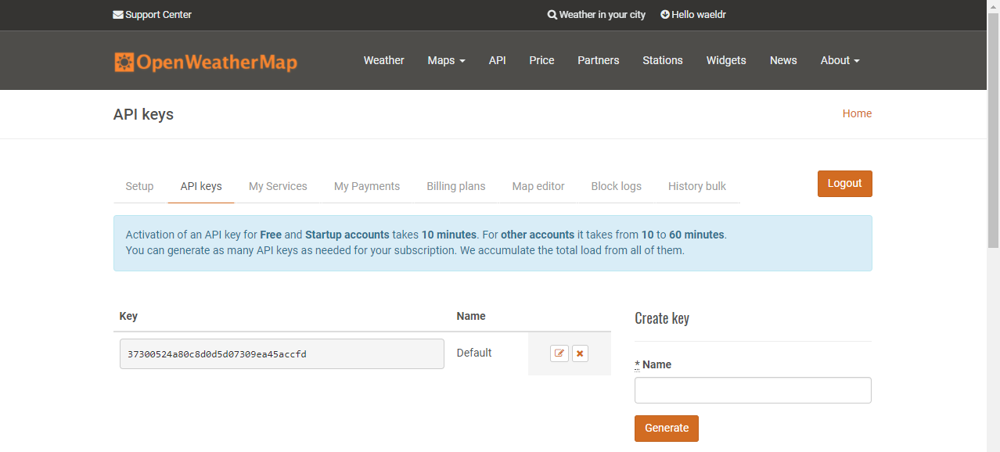 Support Center Weather in your city Hello waeldr
OpenWeatherMap Weather Maps API Price Partners Stations Widgets News About
API keys Home
Setup API keys My Services My Payments Billing plans Map editor Block logs History bulk Logout
Activation of an API key for Free and Startup accounts takes 10 minutes. For other accounts it takes from 10 to 60 minutes.
You can generate as many API keys as needed for your subscription. We accumulate the total load from all of them.
Key Name Create key
37300524a80c8d0d5d07309ea45accfd Default
* Name
Generate